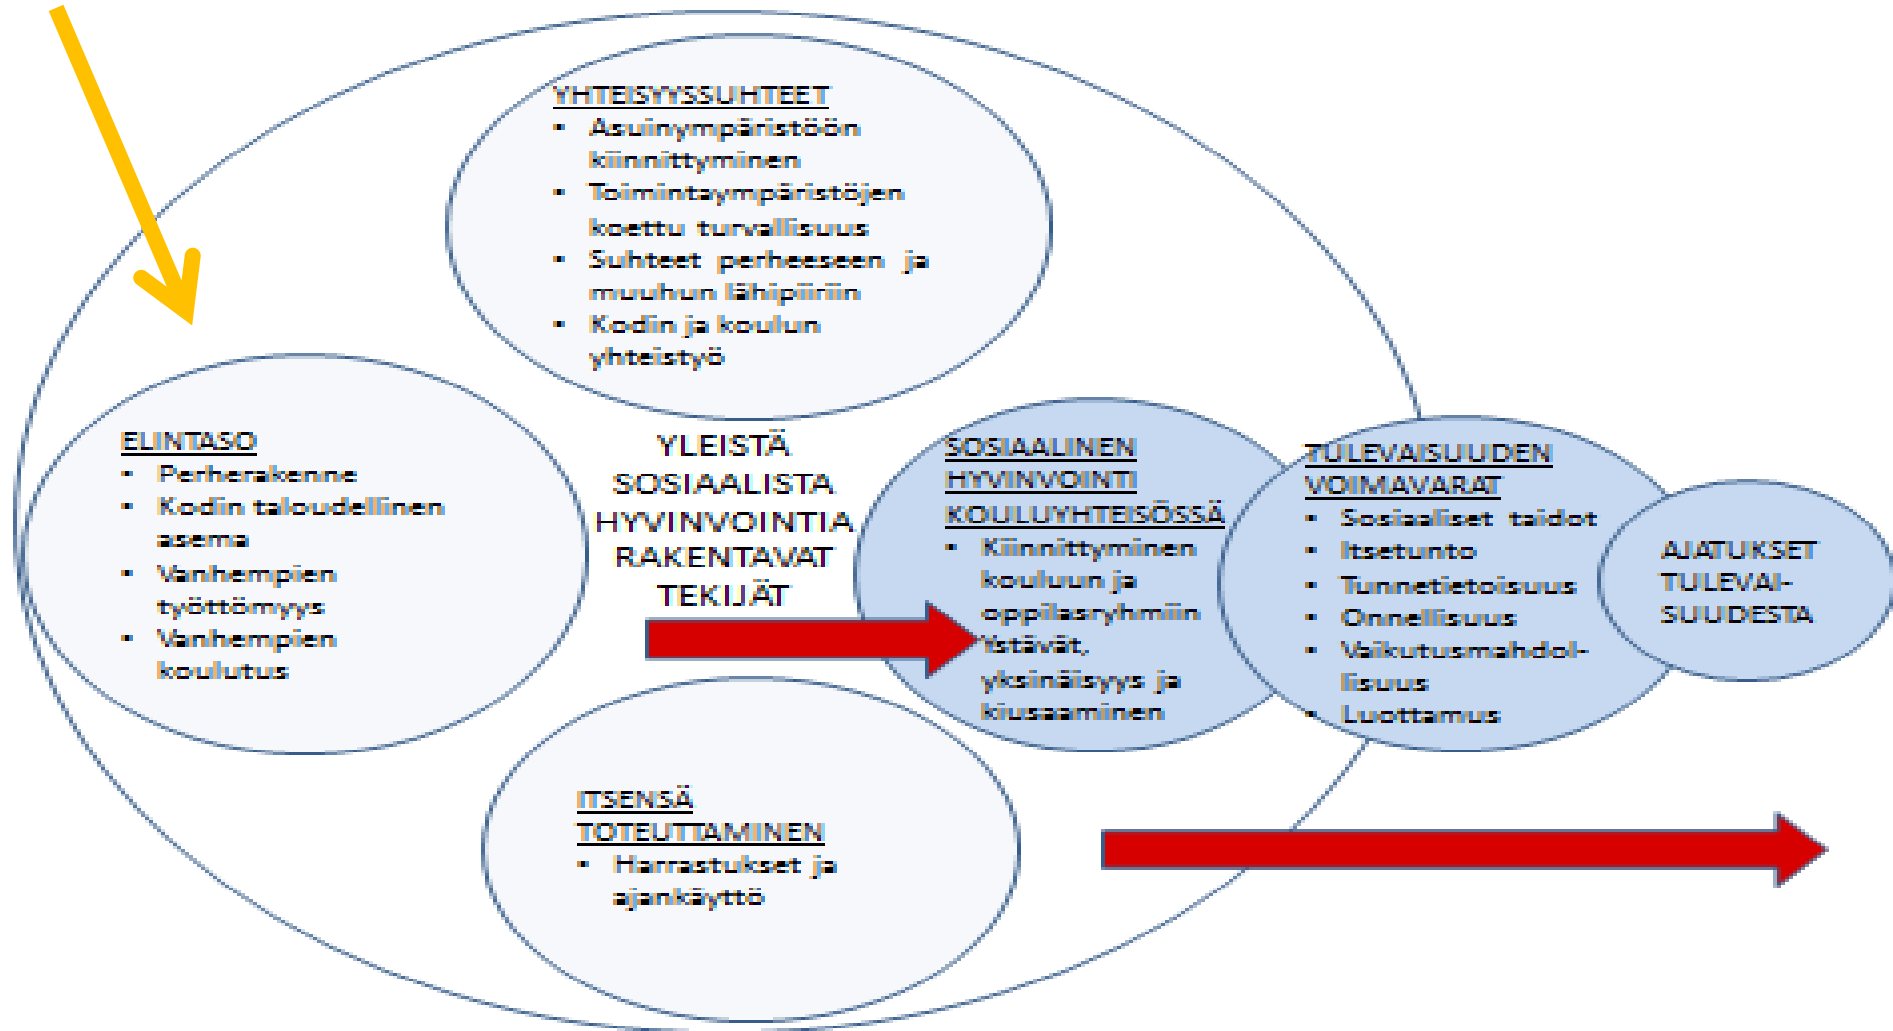 YHTEISYYSSUHTEET
▪ Asuinympäristöön
kiinnittyminen
▪ Toimintaympäristöjen
koettu turvallisuus
▪ Suhteet perheeseen ja
muuhun lähipiiriin
▪ Kodin ja koulun
yhteistyö
ELINTASO
▪ Perherakenne
▪ Kodin taloudellinen
asema
▪ Vanhempien
työttömyys
▪ Vanhempien
koulutus
YLEISTÄ
SOSIAALISTA
HYVINVOINTIA
RAKENTAVAT
TEKIJÄT
SOSIAALINEN
HYVINVOINTI
KOULUYHTEISÖSSÄ
▪ Kiinnittyminen
kouluun ja
oppilasryhmiin
Ystävät,
yksinäisyys ja
kiusaaminen
TULEVAISUUDEN
VOIMAVARAT
▪ Sosiaaliset taidot
▪ Itsetunto
▪ Tunnetietoisuus
▪ Onnellisuus
▪ Vaikutusmahdol-
lisuus
▪ Luottamus
AJATUKSET
TULEVAI-
SUUDESTA
ITSENSÄ
TOTEUTTAMINEN
▪ Harrastukset ja
ajankäyttö